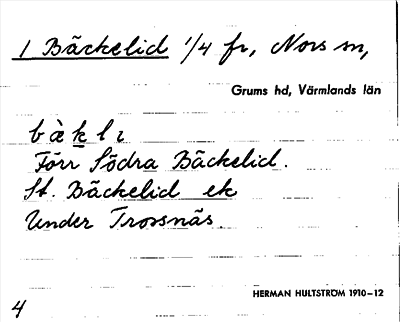 1 Bäckelid 1/4 fr, Nors sn,
Grums hd, Värmlands län
bὰklı
Förr Södra Bäckelid.
St. Bäckelid ek
Under Trossnäs.
HERMAN HULTSTRÖM 1910–12
4